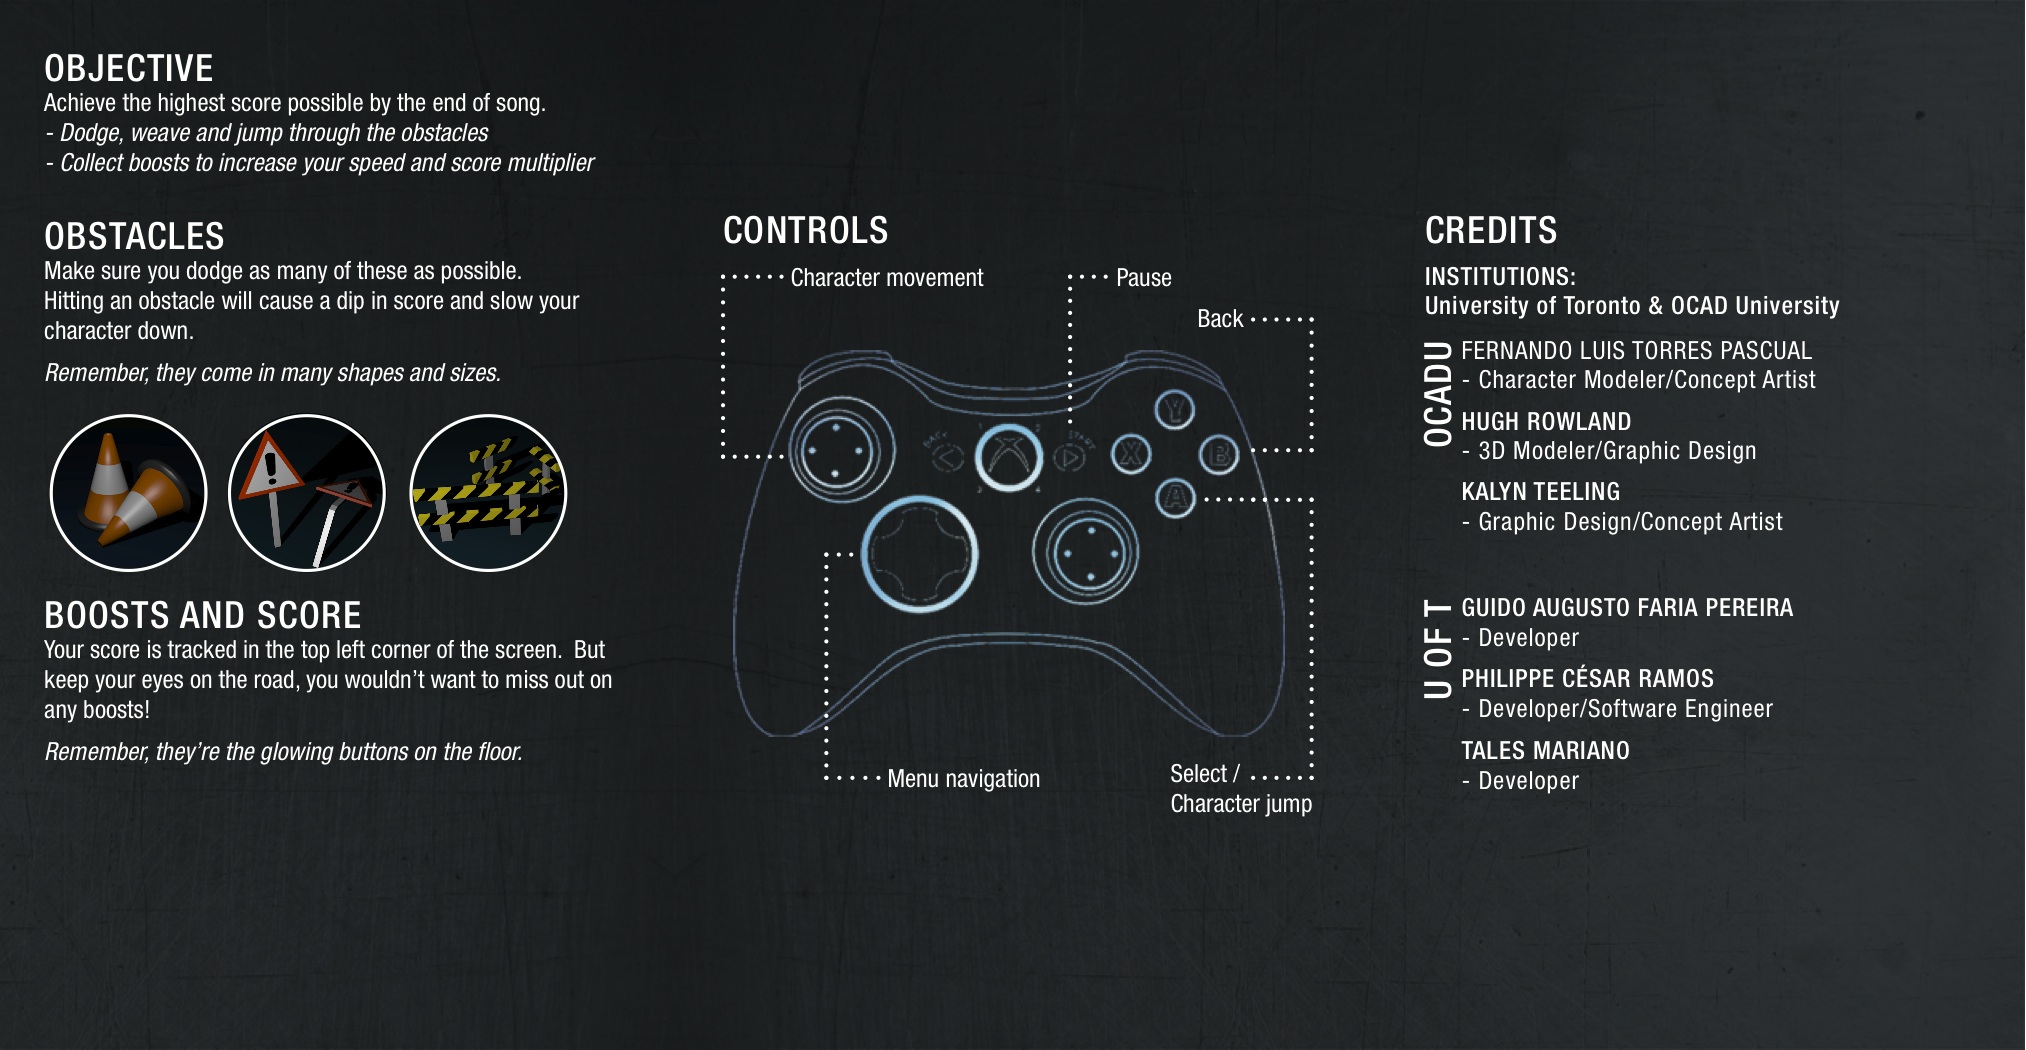 OBJECTIVE
Achieve the highest score possible by the end of song.
- Dodge, weave and jump through the obstacles
- Collect boosts to increase your speed and score multiplier
OBSTACLES
Make sure you dodge as many of these as possible.
Hitting an obstacle will cause a dip in score and slow your
character down.
Remember, they come in many shapes and sizes.
BOOSTS AND SCORE
Your score is tracked in the top left corner of the screen.  But
keep your eyes on the road, you wouldn’t want to miss out on
any boosts!
Remember, they’re the glowing buttons on the floor.
CONTROLS
Character movement
Pause
Back
BACK
START
1
2
3
4
Y
X
B
A
Menu navigation
Select /
Character jump
CREDITS
INSTITUTIONS:
University of Toronto & OCAD University
OCADU
FERNANDO LUIS TORRES PASCUAL
- Character Modeler/Concept Artist
HUGH ROWLAND
- 3D Modeler/Graphic Design
KALYN TEELING
- Graphic Design/Concept Artist
U OF T
GUIDO AUGUSTO FARIA PEREIRA
- Developer
PHILIPPE CÉSAR RAMOS
- Developer/Software Engineer
TALES MARIANO
- Developer